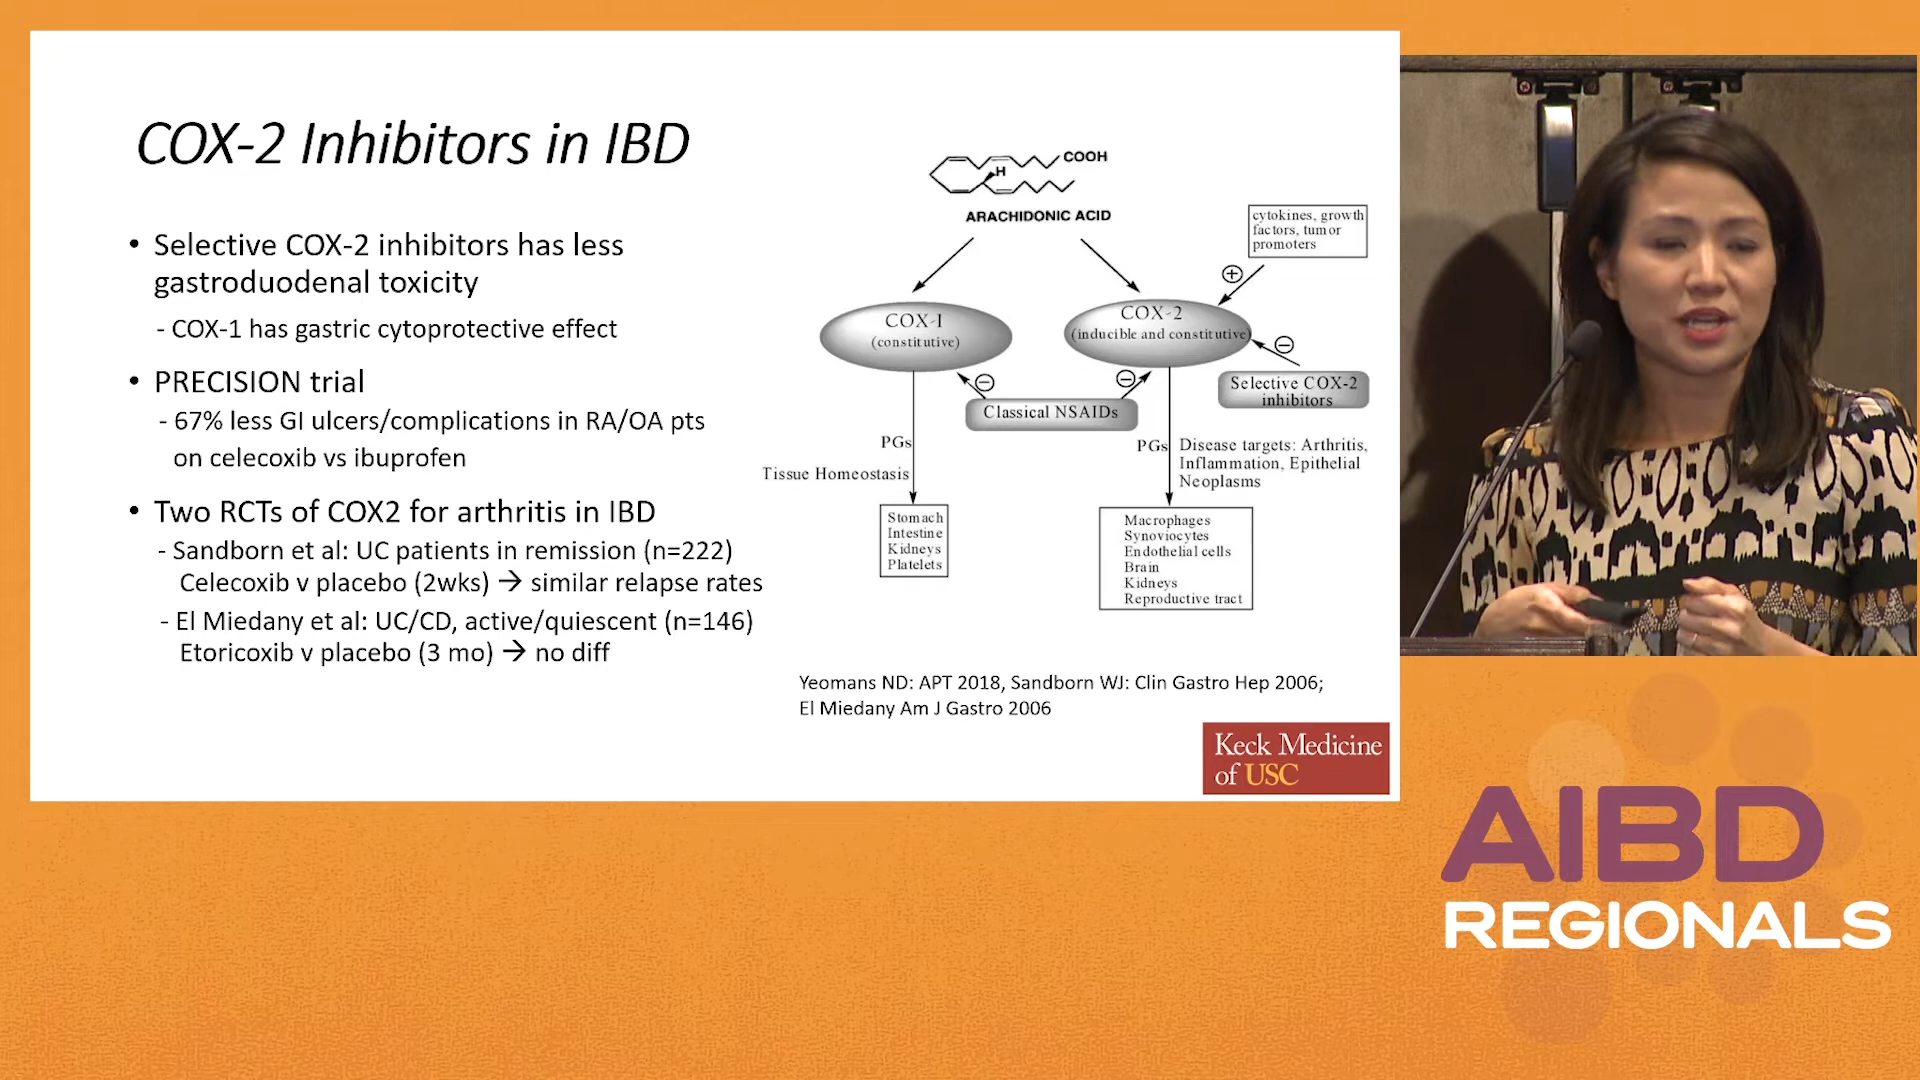 COX-2 Inhibitors in IBD
• Selective COX-2 inhibitors has less
gastroduodenal toxicity
- COX-1 has gastric cytoprotective effect
• PRECISION trial
- 67% less GI ulcers/complications in RA/OA pts
on celecoxib vs ibuprofen
• Two RCTs of COX2 for arthritis in IBD
- Sandborn et al: UC patients in remission (n=222)
Celecoxib v placebo (2wks) → similar relapse rates
- El Miedany et al: UC/CD, active/quiescent (n=146)
Etoricoxib v placebo (3 mo) → no diff
COOH
H
ARACHIDONIC ACID
cytokines, growth
factors, tumor
promoters
+
COX-1
(constitutive)
COX-2
(inducible and constitutive)
−
−
−
Classical NSAIDs
Selective COX-2
inhibitors
PGs
Tissue Homeostasis
PGs
Disease targets: Arthritis,
Inflammation, Epithelial
Neoplasms
Stomach
Intestine
Kidneys
Platelets
Macrophages
Synoviocytes
Endothelial cells
Brain
Kidneys
Reproductive tract
Yeomans ND: APT 2018, Sandborn WJ: Clin Gastro Hep 2006;
El Miedany Am J Gastro 2006
Keck Medicine
of USC
AIBD
REGIONALS